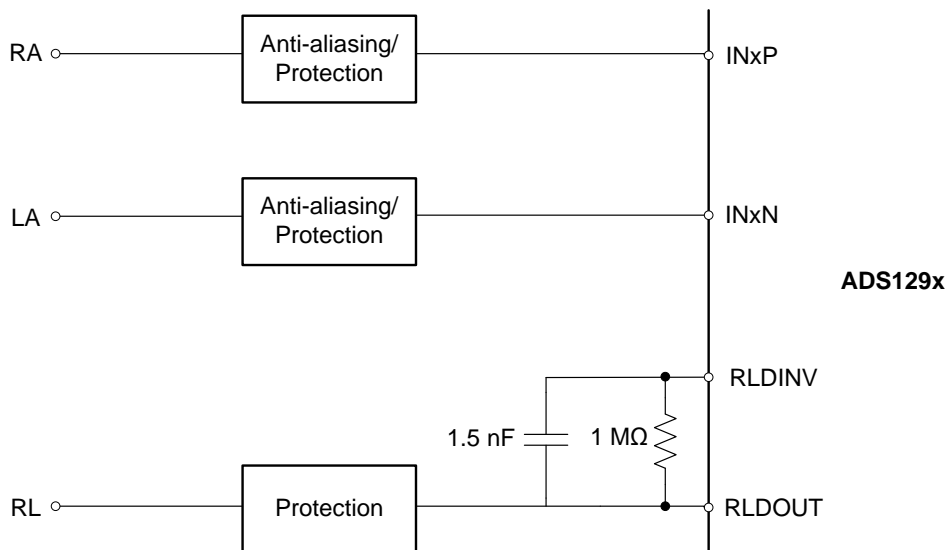 RA
Anti-aliasing/
Protection
INxP
LA
Anti-aliasing/
Protection
INxN
ADS129x
RLDINV
1.5 nF
1 MΩ
RL
Protection
RLDOUT